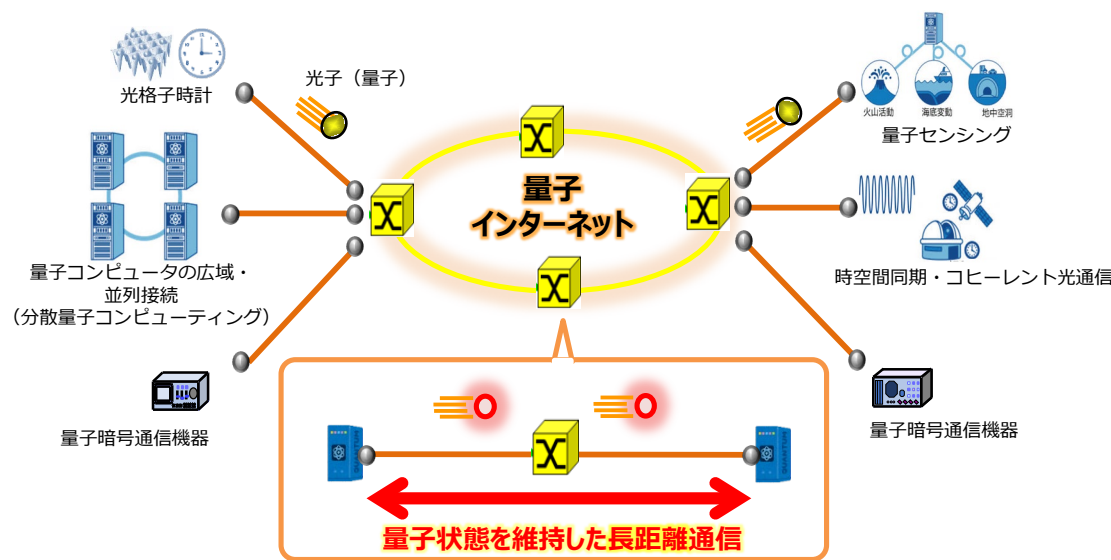 光格子時計
光子（量子）
火山活動
海底変動
地中空洞
量子センシング
量子
インターネット
量子コンピュータの広域・
並列接続
（分散量子コンピューティング）
時空間同期・コヒーレント光通信
量子暗号通信機器
量子暗号通信機器
QUANTUM
QUANTUM
量子状態を維持した長距離通信